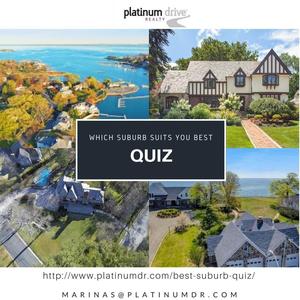 platinum drive
REALTY
WHICH SUBURB SUITS YOU BEST
QUIZ
http://www.platinumdr.com/best-suburb-quiz/
MARINAS@PLATINUMDR.COM